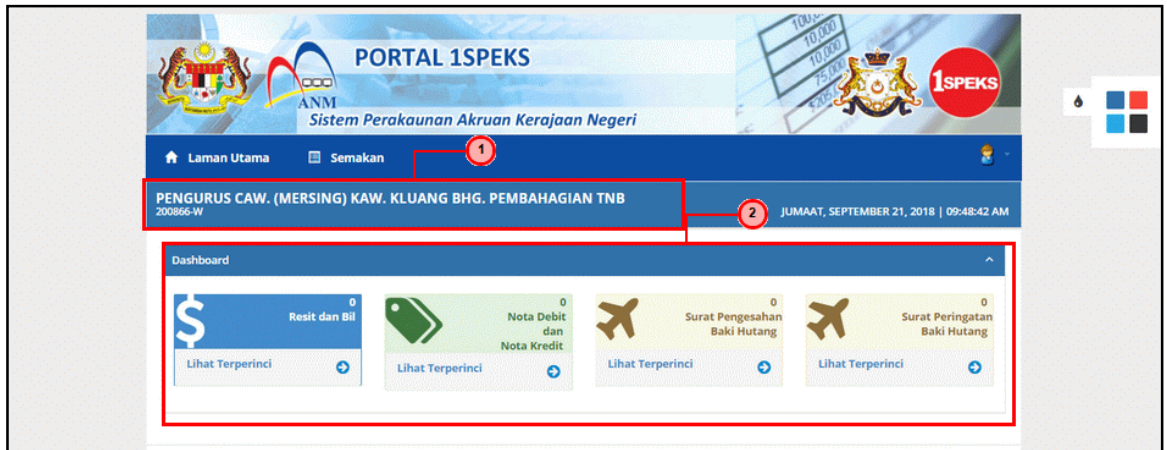 PORTAL 1SPEKS
ANM
Sistem Perakaunan Akruan Kerajaan Negeri
1SPEKS
Laman Utama
Semakan
1
PENGURUS CAW. (MERSING) KAW. KLUANG BHG. PEMBAHAGIAN TNB
200866-W
2
JUMAAT, SEPTEMBER 21, 2018 | 09:48:42 AM
Dashboard
0
Resit dan Bil
Lihat Terperinci
0
Nota Debit
dan
Nota Kredit
Lihat Terperinci
0
Surat Pengesahan
Baki Hutang
Lihat Terperinci
0
Surat Peringatan
Baki Hutang
Lihat Terperinci